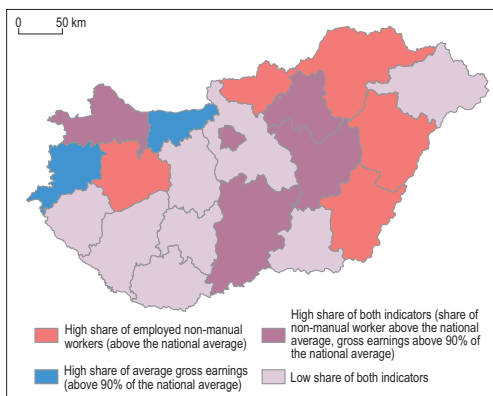 0 50 km
High share of employed non-manual
workers (above the national average)
High share of average gross earnings
(above 90% of the national average)
High share of both indicators (share of
non-manual worker above the national
average, gross earnings above 90% of
the national average)
Low share of both indicators